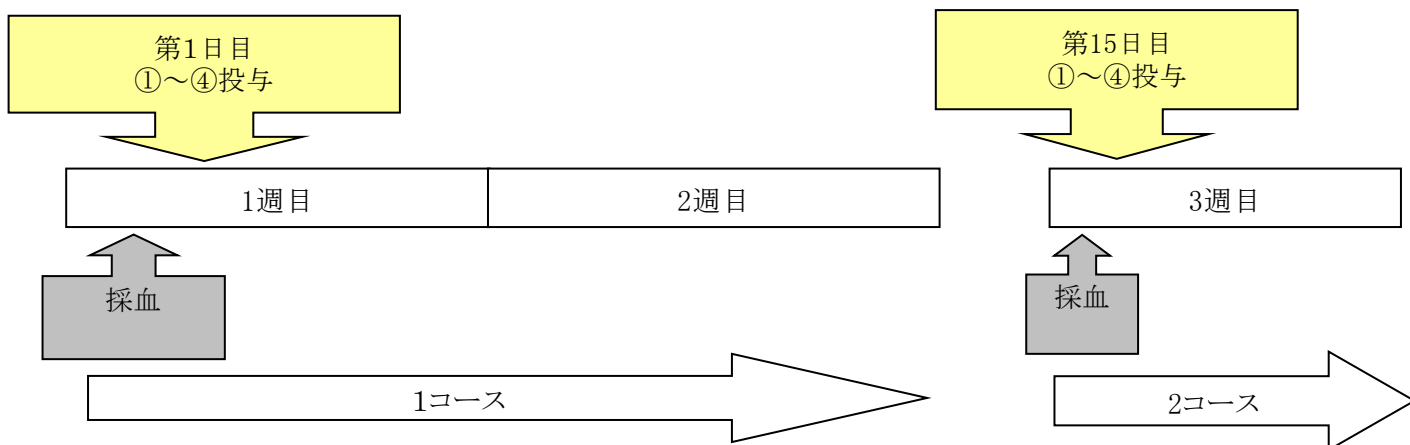 第１日目
①～④投与
第15日目
①～④投与
1週目
2週目
3週目
採血
採血
１コース
2コース